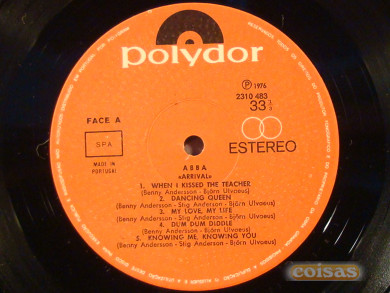 polydor
FACE A
SPA
MADE IN
PORTUGAL
℗ 1976
2310 483
33 1/3
ESTEREO
ABBA
«ARRIVAL»
1. WHEN I KISSED THE TEACHER
(Benny Andersson - Björn Ulvaeus)
2. DANCING QUEEN
(Benny Andersson - Stig Anderson - Björn Ulvaeus)
3. MY LOVE, MY LIFE
(Benny Andersson - Stig Anderson - Björn Ulvaeus)
4. DUM DUM DIDDLE
(Benny Andersson - Björn Ulvaeus)
5. KNOWING ME, KNOWING YOU
(Benny Andersson - Stig Anderson - Björn Ulvaeus)
coisas